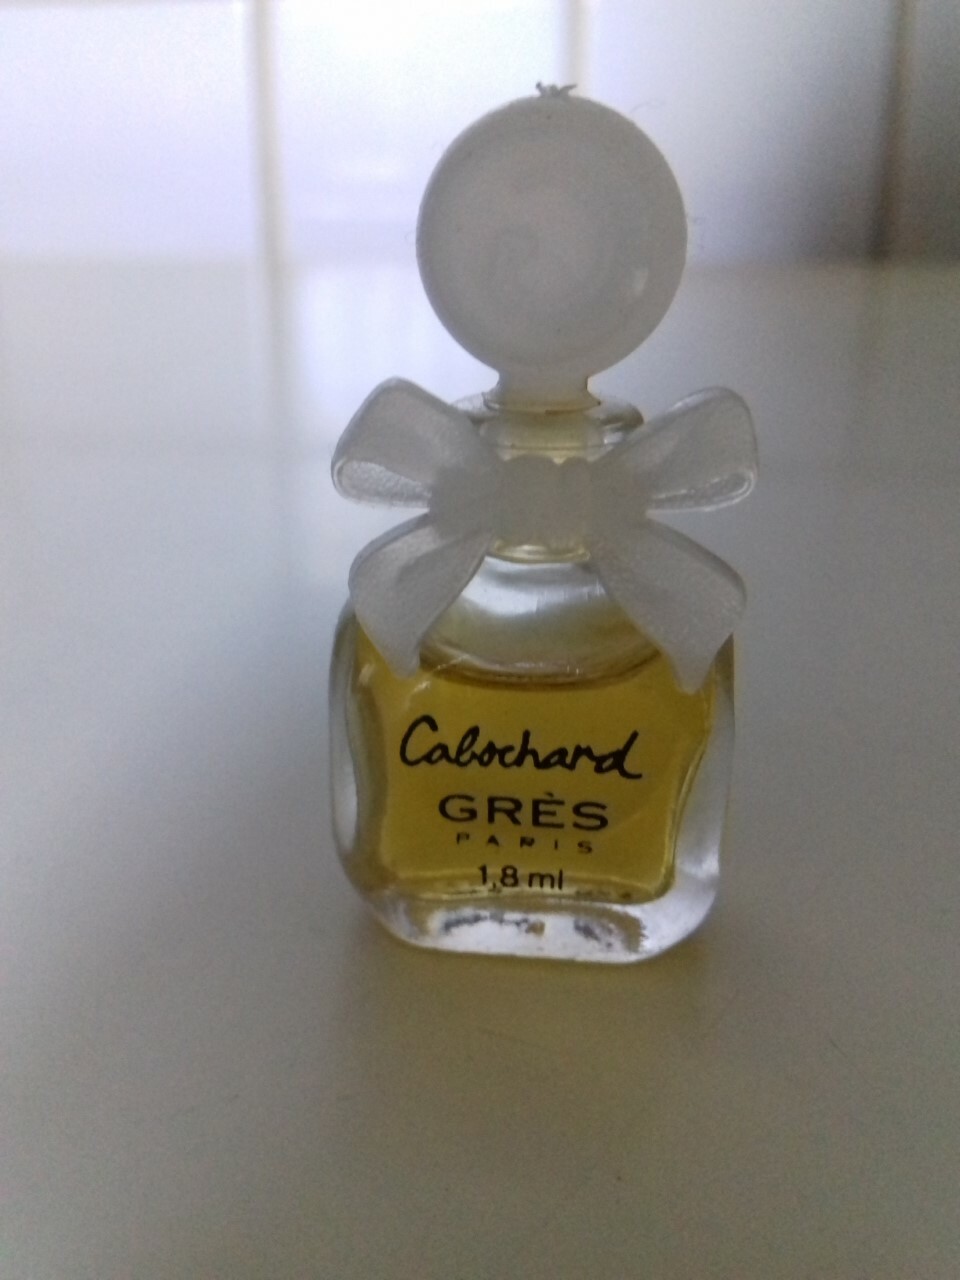 Cabochard
GRÈS
PARIS
1,8 ml